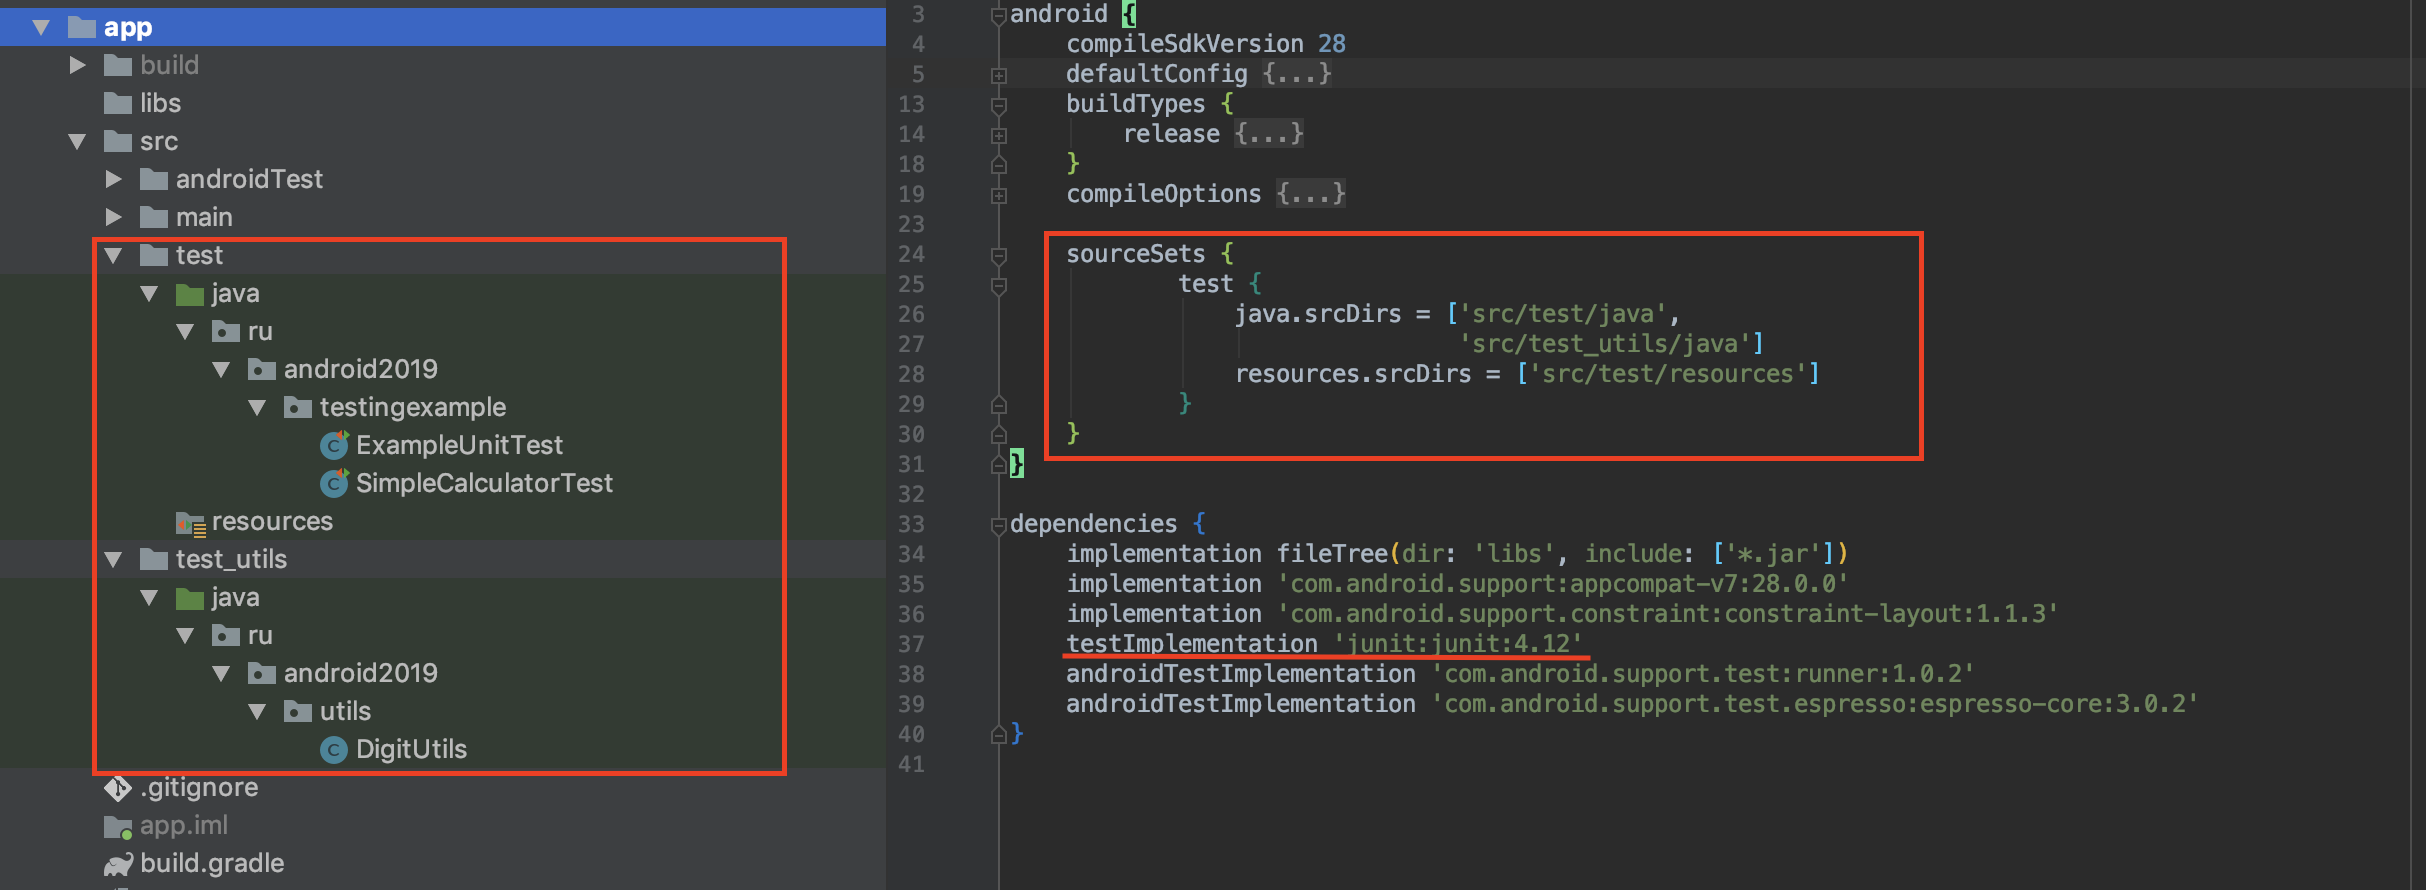 app
build
libs
src
androidTest
main
test
java
ru
android2019
testingexample
C ExampleUnitTest
C SimpleCalculatorTest
resources
test_utils
java
ru
android2019
utils
C DigitUtils
.gitignore
app.iml
build.gradle
3 android {
4 compileSdkVersion 28
5 defaultConfig {...}
13 buildTypes {
14 release {...}
18 }
19 compileOptions {...}
23
24 sourceSets {
25 test {
26 java.srcDirs = ['src/test/java',
27 'src/test_utils/java']
28 resources.srcDirs = ['src/test/resources']
29 }
30 }
31 }
32
33 dependencies {
34 implementation fileTree(dir: 'libs', include: ['*.jar'])
35 implementation 'com.android.support:appcompat-v7:28.0.0'
36 implementation 'com.android.support.constraint:constraint-layout:1.1.3'
37 testImplementation 'junit:junit:4.12'
38 androidTestImplementation 'com.android.support.test:runner:1.0.2'
39 androidTestImplementation 'com.android.support.test.espresso:espresso-core:3.0.2'
40 }
41